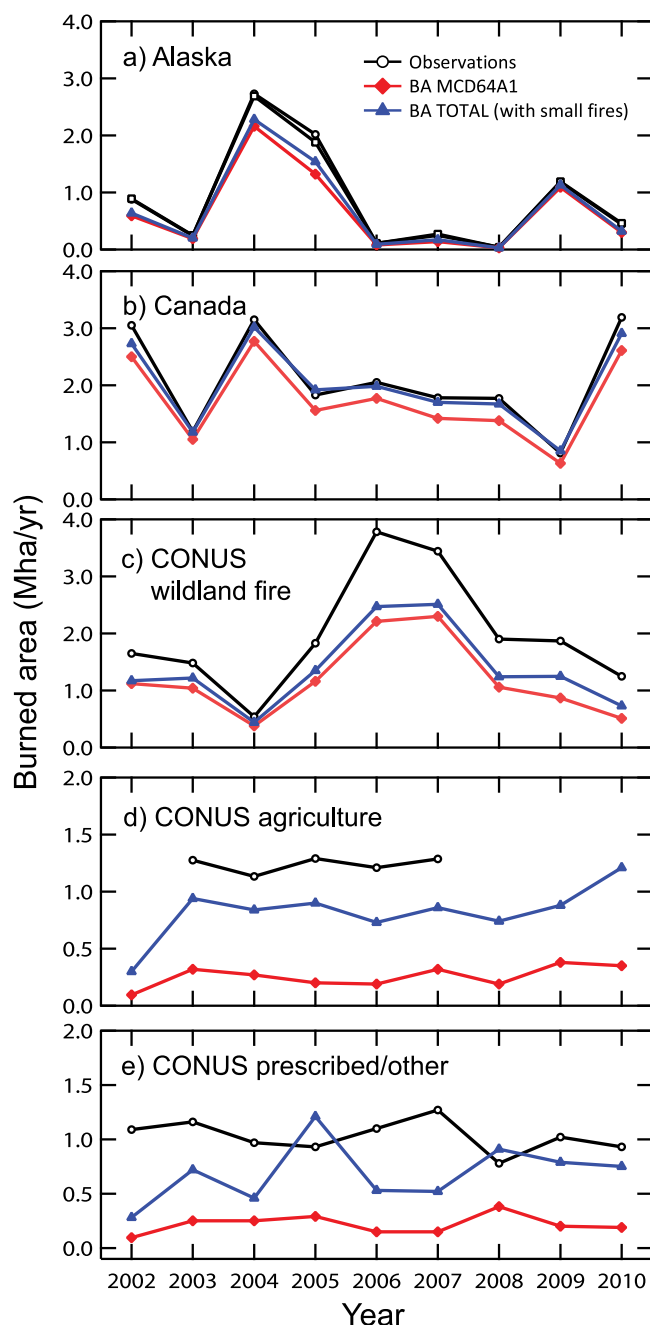 4.0
a) Alaska
Observations
BA MCD64A1
BA TOTAL (with small fires)
3.0
2.0
1.0
0.0
4.0
b) Canada
3.0
2.0
1.0
0.0
4.0
c) CONUS
wildland fire
3.0
2.0
1.0
0.0
2.0
d) CONUS agriculture
1.5
1.0
0.5
0.0
2.0
e) CONUS prescribed/other
1.5
1.0
0.5
0.0
2002 2003 2004 2005 2006 2007 2008 2009 2010
Year
Burned area (Mha/yr)